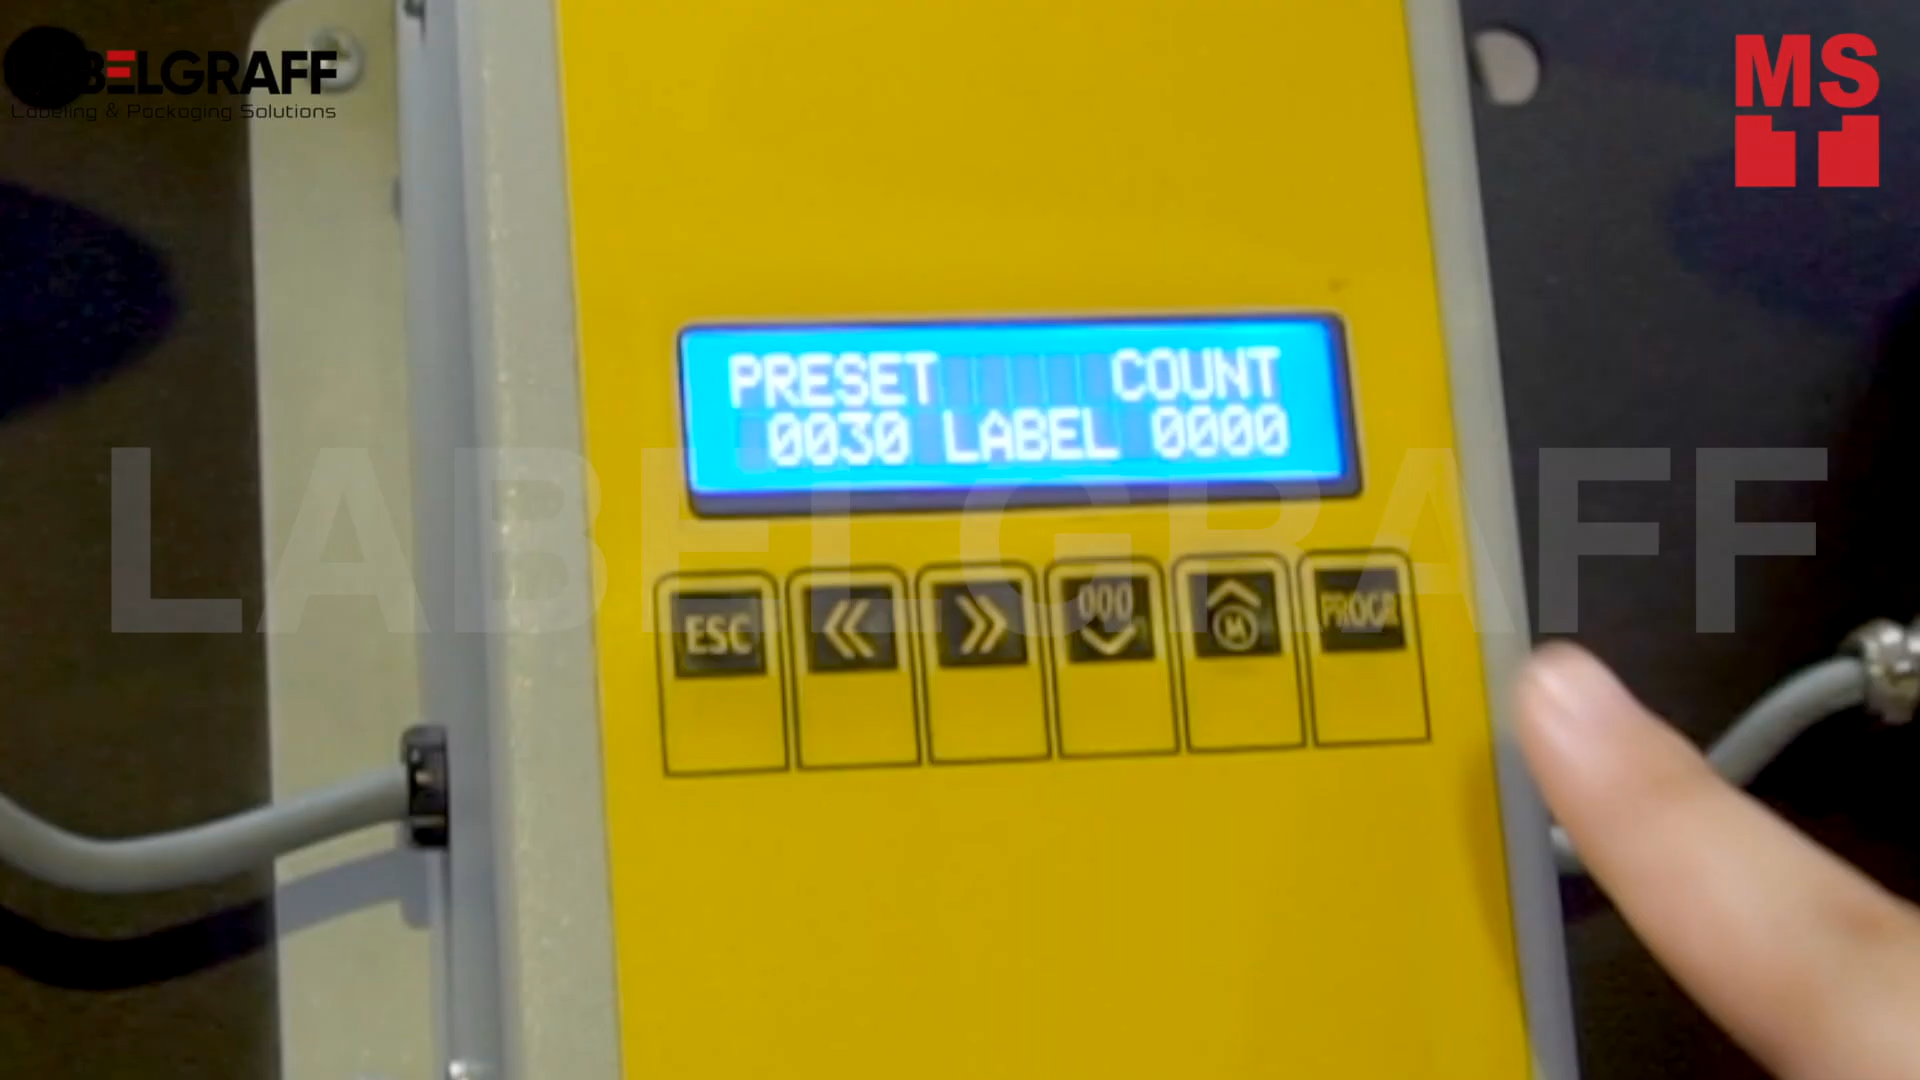 BELGRAFF
Labeling & Packaging Solutions
MS
PRESET COUNT
0030 LABEL 0000
LABELGRAFF
ESC
000
M
PROGR